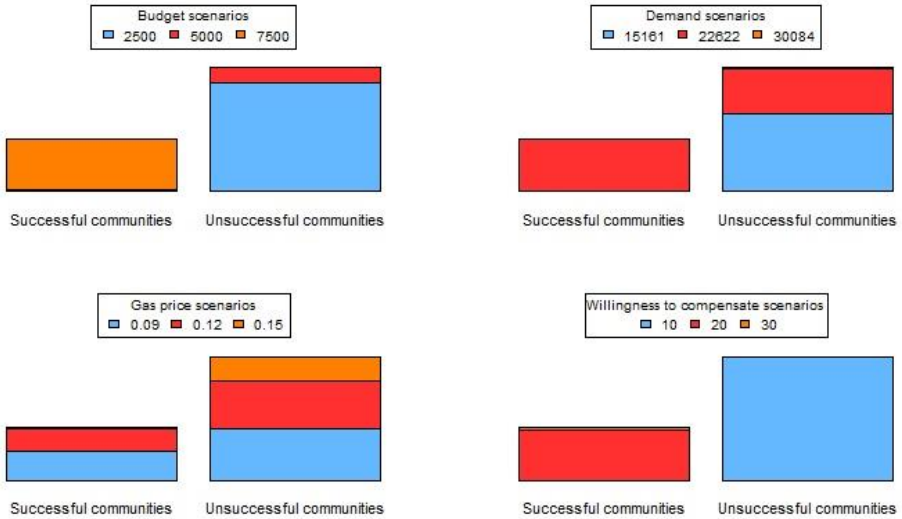 Budget scenarios
2500 5000 7500
Successful communities Unsuccessful communities
Demand scenarios
15161 22622 30084
Successful communities Unsuccessful communities
Gas price scenarios
0.09 0.12 0.15
Successful communities Unsuccessful communities
Willingness to compensate scenarios
10 20 30
Successful communities Unsuccessful communities